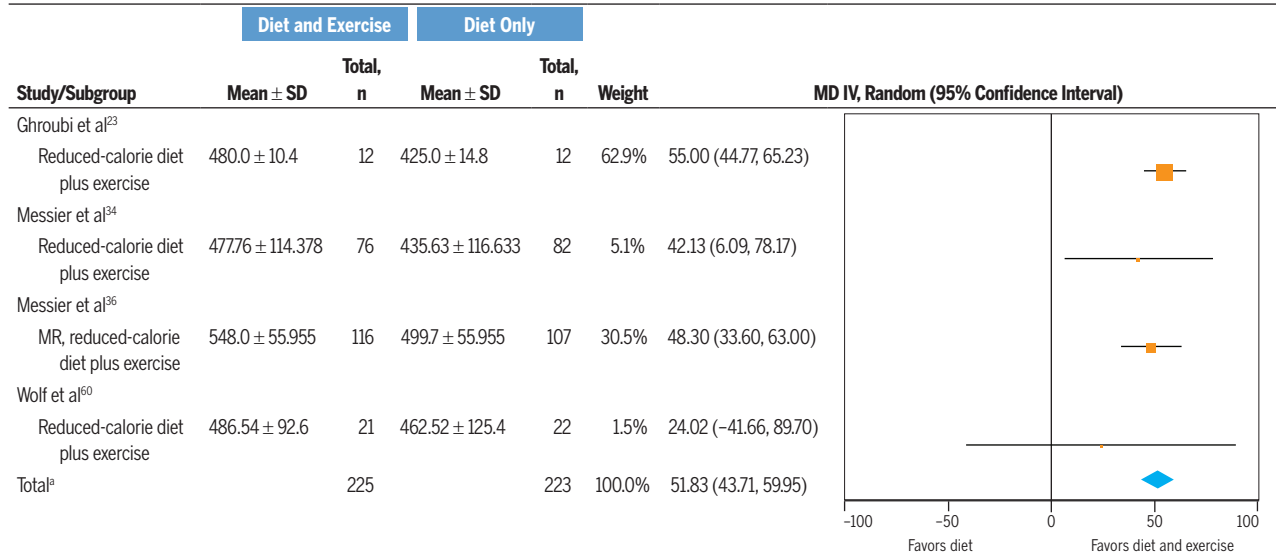 Diet and Exercise Diet Only
Total, Total,
Study/Subgroup Mean ± SD n Mean ± SD n Weight MD IV, Random (95% Confidence Interval)
Ghroubi et al23
Reduced-calorie diet 480.0 ± 10.4 12 425.0 ± 14.8 12 62.9% 55.00 (44.77, 65.23)
plus exercise
Messier et al34
Reduced-calorie diet 477.76 ± 114.378 76 435.63 ± 116.633 82 5.1% 42.13 (6.09, 78.17)
plus exercise
Messier et al36
MR, reduced-calorie 548.0 ± 55.955 116 499.7 ± 55.955 107 30.5% 48.30 (33.60, 63.00)
diet plus exercise
Wolf et al60
Reduced-calorie diet 486.54 ± 92.6 21 462.52 ± 125.4 22 1.5% 24.02 (−41.66, 89.70)
plus exercise
Totala 225 223 100.0% 51.83 (43.71, 59.95)
−100 −50 0 50 100
Favors diet Favors diet and exercise